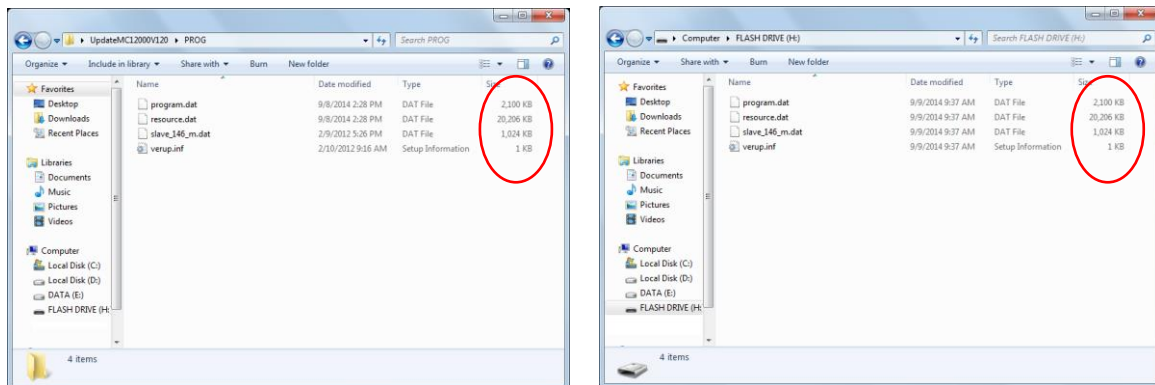 UpdateMC12000V120 ▸ PROG
Search PROG
Organize Include in library Share with Burn New folder
Favorites
Desktop
Downloads
Recent Places
Libraries
Documents
Music
Pictures
Videos
Computer
Local Disk (C:)
Local Disk (D:)
DATA (E:)
FLASH DRIVE (H:
Name Date modified Type Size
program.dat 9/8/2014 2:28 PM DAT File 2,100 KB
resource.dat 9/8/2014 2:28 PM DAT File 20,206 KB
slave_146_m.dat 2/9/2012 5:26 PM DAT File 1,024 KB
verup.inf 2/10/2012 9:16 AM Setup Information 1 KB
4 items
Computer ▸ FLASH DRIVE (H:)
Search FLASH DRIVE (H:)
Organize Share with Burn New folder
Favorites
Desktop
Downloads
Recent Places
Libraries
Documents
Music
Pictures
Videos
Computer
Local Disk (C:)
Local Disk (D:)
DATA (E:)
FLASH DRIVE (H:
Name Date modified Type Size
program.dat 9/9/2014 9:37 AM DAT File 2,100 KB
resource.dat 9/9/2014 9:37 AM DAT File 20,206 KB
slave_146_m.dat 9/9/2014 9:37 AM DAT File 1,024 KB
verup.inf 9/9/2014 9:37 AM Setup Information 1 KB
4 items